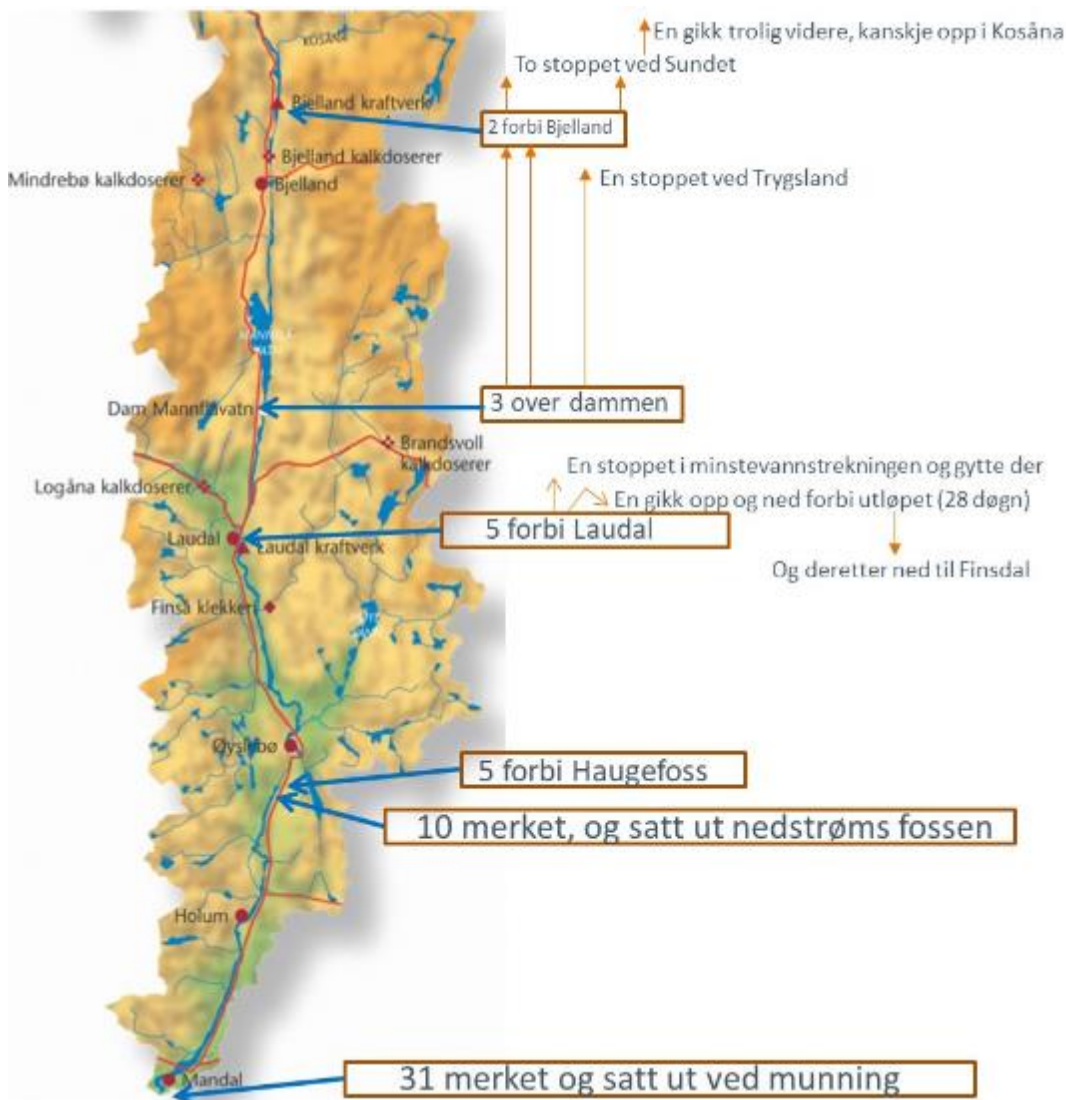 KOSÅNA
En gikk trolig videre, kanskje opp i Kosåna
To stoppet ved Sundet
Bjelland kraftverk
2 forbi Bjelland
Bjelland kalkdoserer
Mindrebø kalkdoserer
Bjelland
En stoppet ved Trygsland
Dam Mannflåvatn
3 over dammen
Brandsvoll
kalkdoserer
En stoppet i minstevannstrekningen og gytte der
Logåna kalkdoserer
En gikk opp og ned forbi utløpet (28 døgn)
5 forbi Laudal
Laudal
Laudal kraftverk
Og deretter ned til Finsdal
Finså klekkeri
Øyslebø
5 forbi Haugefoss
10 merket, og satt ut nedstrøms fossen
Holum
31 merket og satt ut ved munning
Mandal